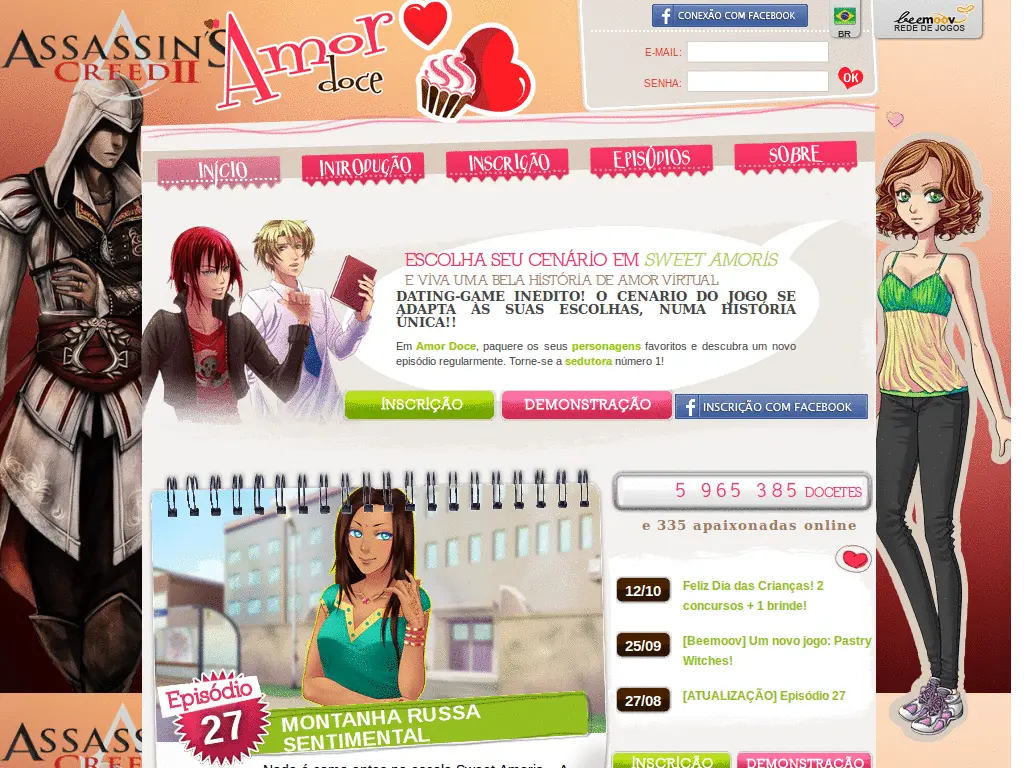 ASSASSIN'S
CREED II
Amor
doce
CONEXÃO COM FACEBOOK
BR
beemoov
REDE DE JOGOS
E-MAIL:
SENHA:
OK
INÍCIO
INTRODUÇÃO
INSCRIÇÃO
EPISÓDIOS
SOBRE
ESCOLHA SEU CENÁRIO EM SWEET AMORIS
E VIVA UMA BELA HISTÓRIA DE AMOR VIRTUAL
DATING-GAME INEDITO! O CENARIO DO JOGO SE
ADAPTA ÀS SUAS ESCOLHAS, NUMA HISTÓRIA
ÚNICA!!
Em Amor Doce, paquere os seus personagens favoritos e descubra um novo
episódio regularmente. Torne-se a sedutora número 1!
INSCRIÇÃO
DEMONSTRAÇÃO
INSCRIÇÃO COM FACEBOOK
5 965 385 DOCETES
e 335 apaixonadas online
12/10
Feliz Dia das Crianças! 2
concursos + 1 brinde!
25/09
[Beemoov] Um novo jogo: Pastry
Witches!
27/08
[ATUALIZAÇÃO] Episódio 27
Episódio
27
MONTANHA RUSSA
SENTIMENTAL
INSCRIÇÃO
DEMONSTRAÇÃO
ASSASS
CREE